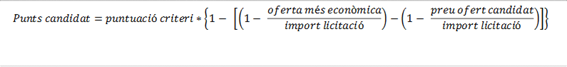 Punts candidat = puntuació criteri * {1 − [(1 − oferta més econòmica / import licitació) − (1 − preu ofert candidat / import licitació)]}